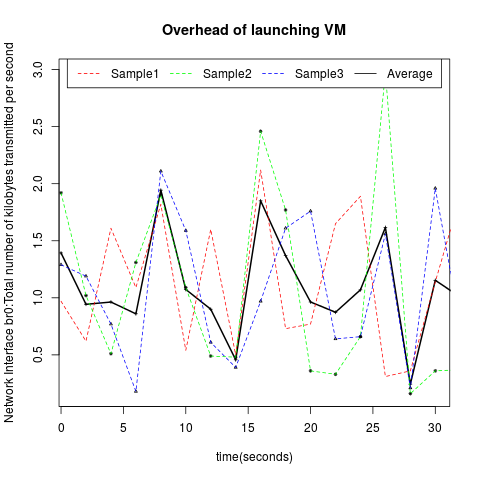 Overhead of launching VM
Network Interface br0:Total number of kilobytes transmitted per second
Sample1 Sample2 Sample3 Average
3.0
2.5
2.0
1.5
1.0
0.5
0 5 10 15 20 25 30
time(seconds)